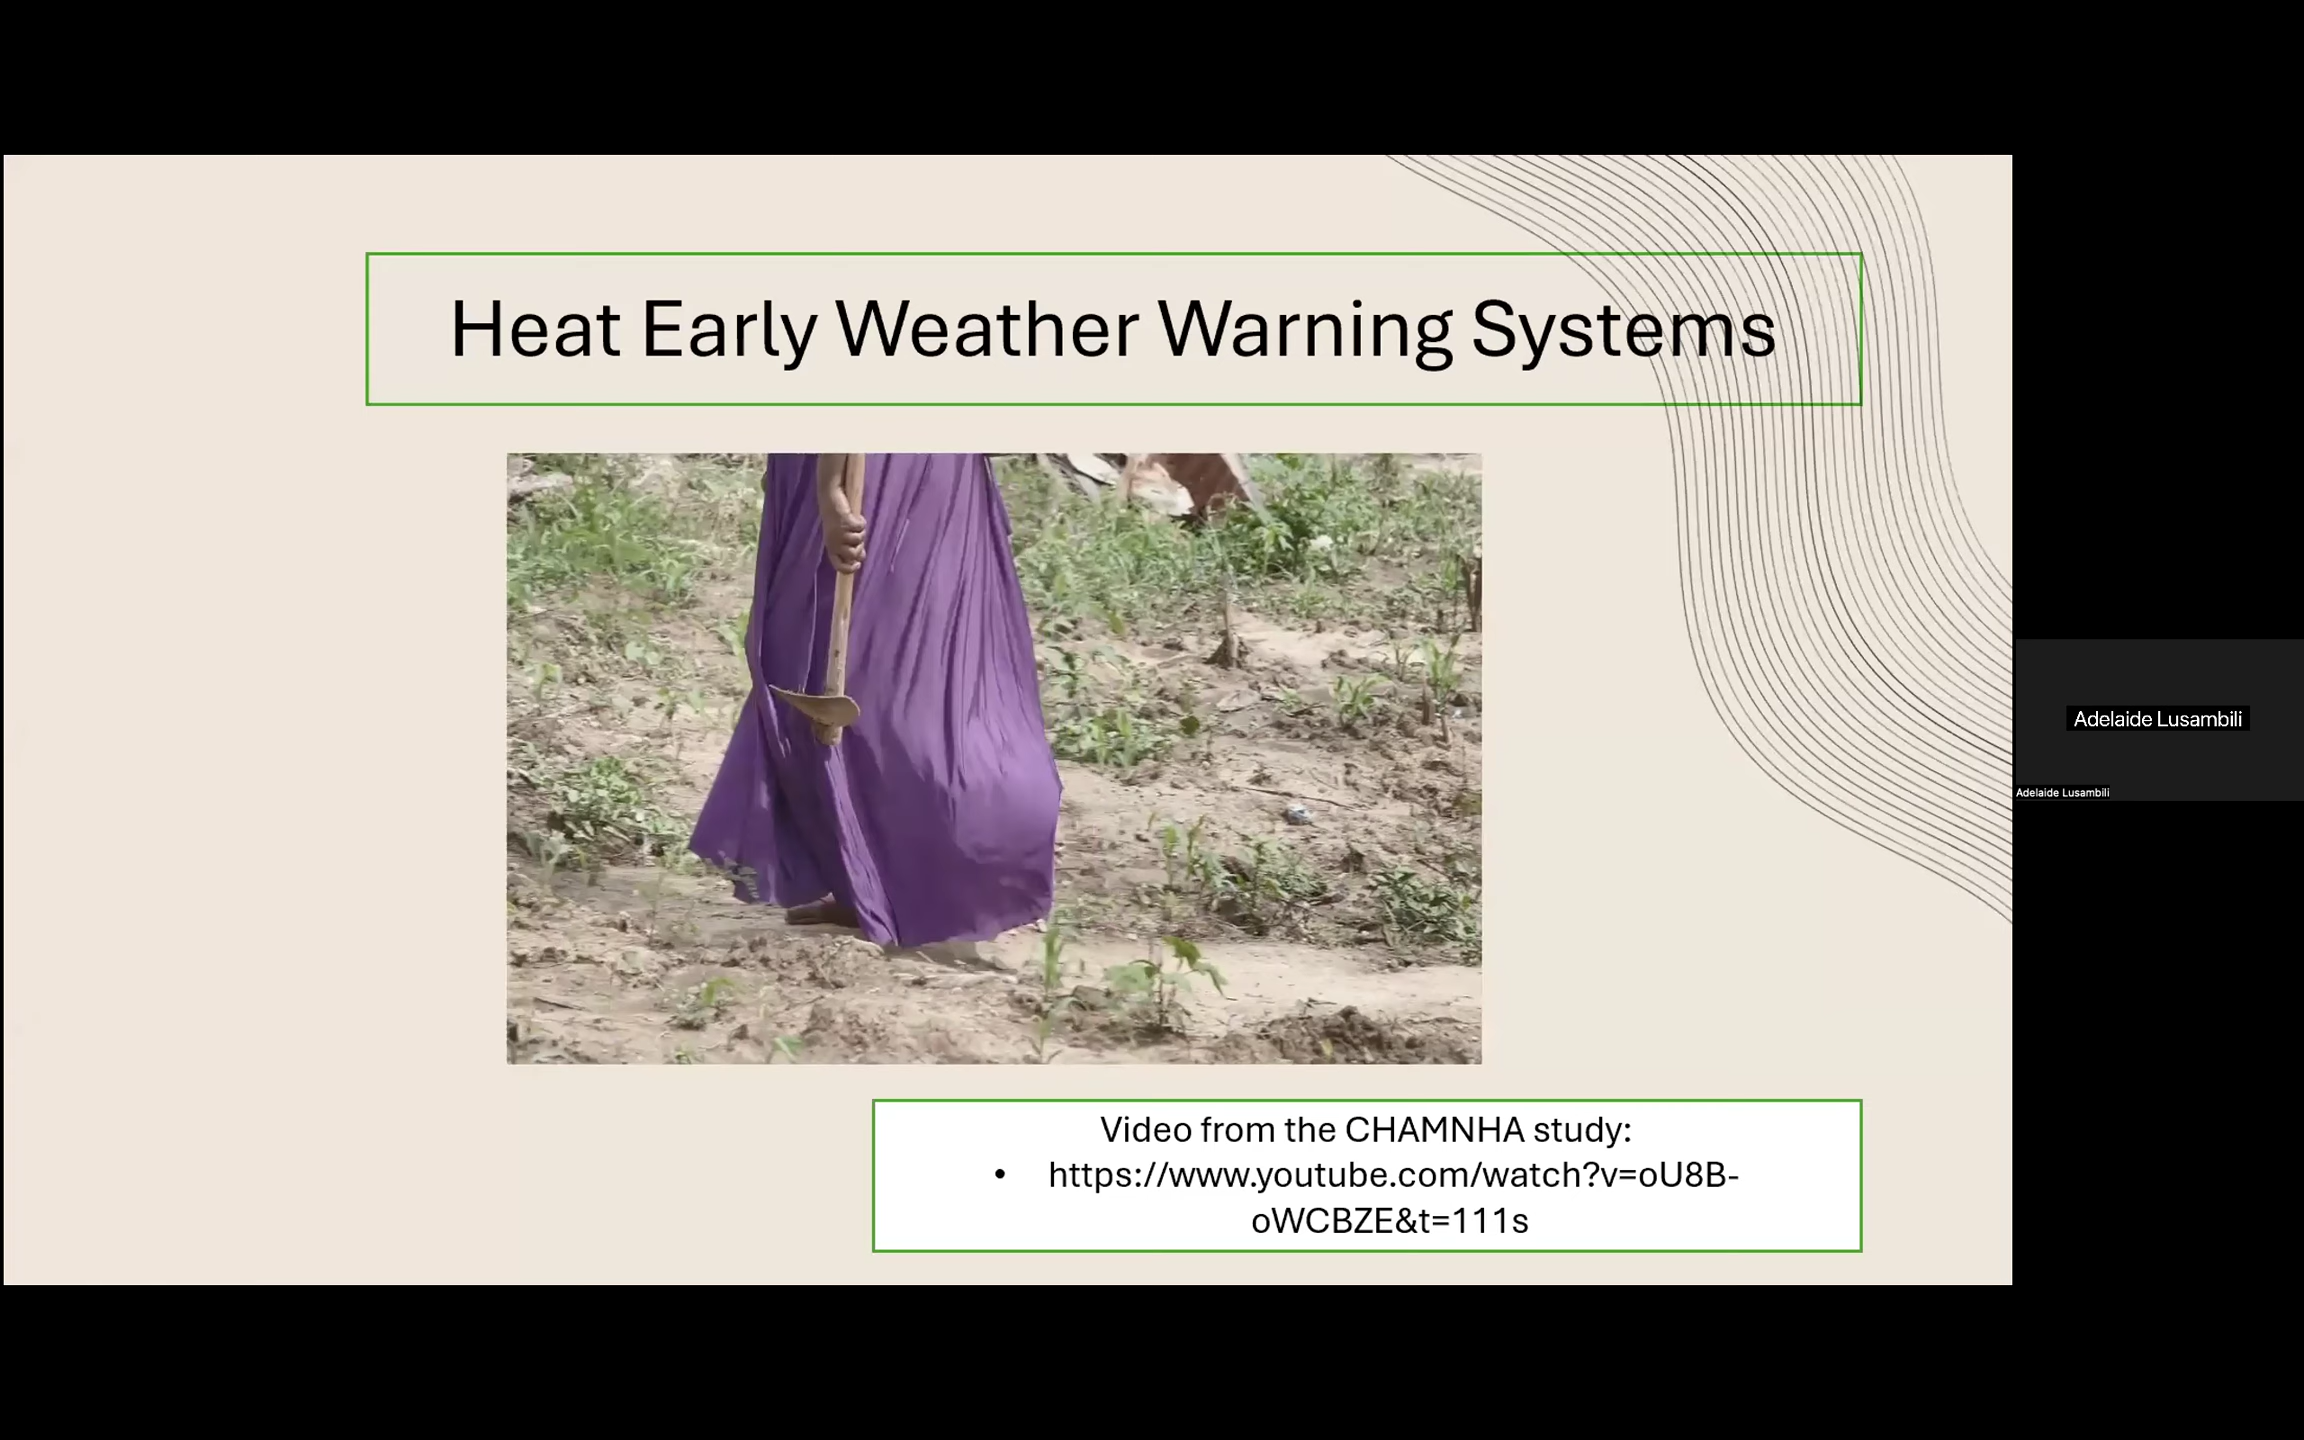 Heat Early Weather Warning Systems
Video from the CHAMNHA study:
• https://www.youtube.com/watch?v=oU8B-
oWCBZE&t=111s
Adelaide Lusambili
Adelaide Lusambili